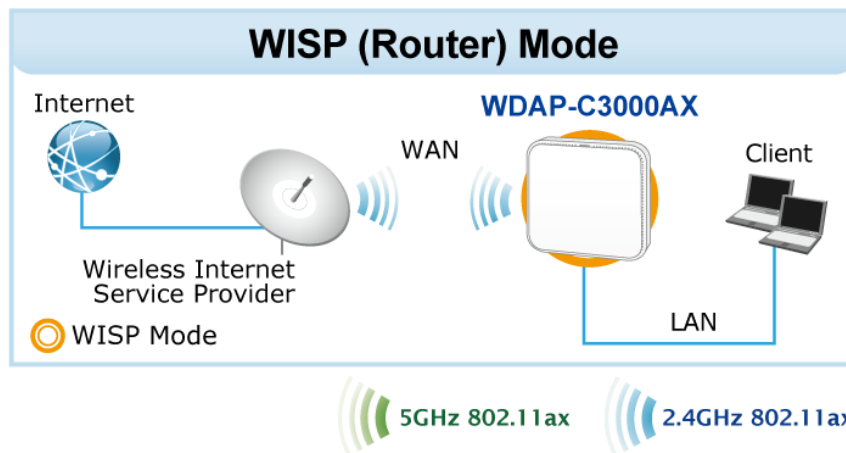 WISP (Router) Mode
Internet
WDAP-C3000AX
WAN
Client
Wireless Internet
Service Provider
LAN
WISP Mode
5GHz 802.11ax
2.4GHz 802.11ax